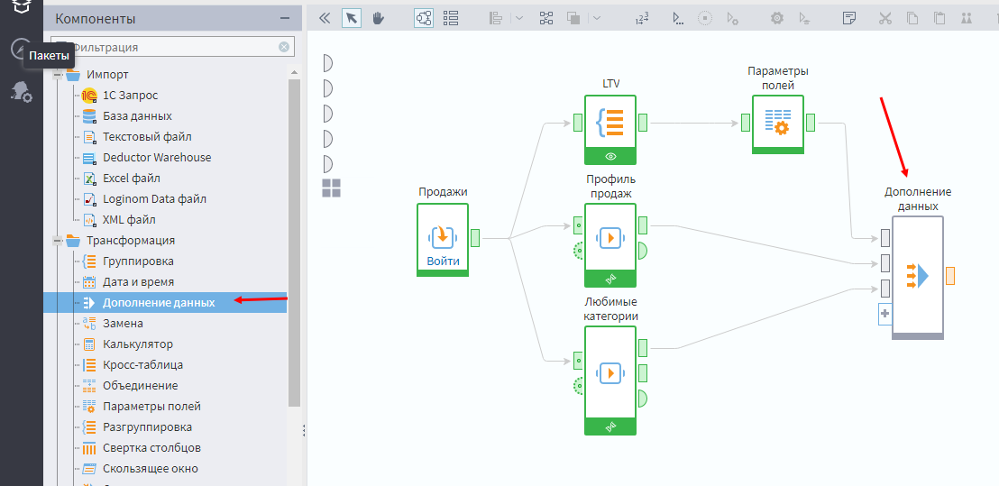 Компоненты
Фильтрация
Пакеты
Импорт
1С Запрос
База данных
Текстовый файл
Deductor Warehouse
Excel файл
Loginom Data файл
XML файл
Трансформация
Группировка
Дата и время
Дополнение данных
Замена
Калькулятор
Кросс-таблица
Объединение
Параметры полей
Разгруппировка
Свертка столбцов
Скользящее окно
Продажи
Войти
LTV
Профиль
продаж
Любимые
категории
Параметры
полей
Дополнение
данных